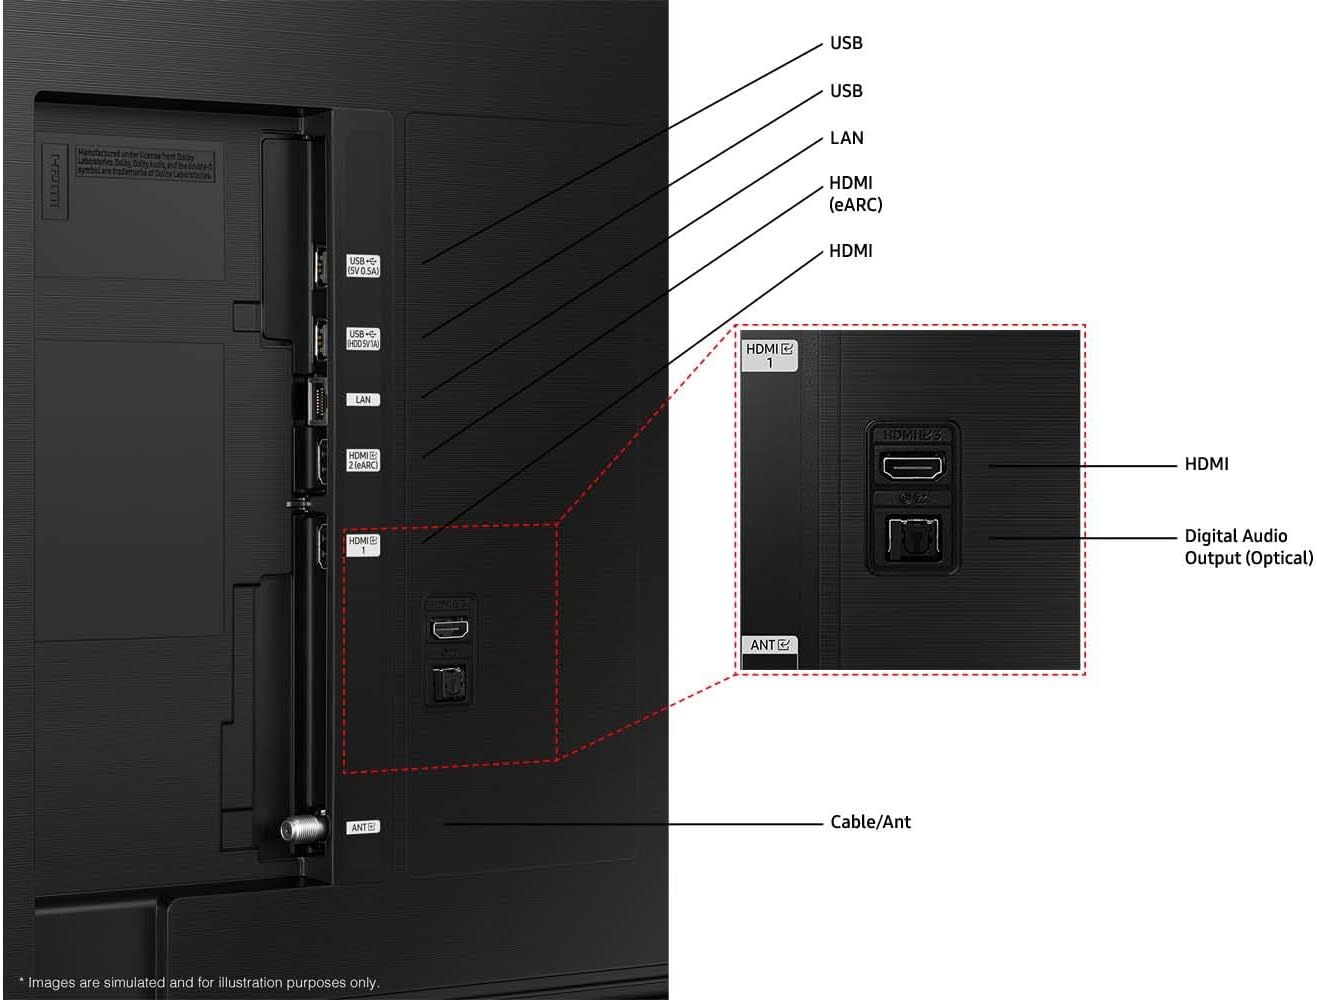 USB
USB
LAN
HDMI
(eARC)
HDMI
HDMI
Manufactured under license from Dolby
Laboratories. Dolby, Dolby Audio, and the double-D
symbol are trademarks of Dolby Laboratories.
USB
(5V 0.5A)
USB
(HDD 5V 1A)
LAN
HDMI
2 (eARC)
HDMI
1
ANT
HDMI
1
HDMI 3
ANT
HDMI
Digital Audio
Output (Optical)
Cable/Ant
* Images are simulated and for illustration purposes only.